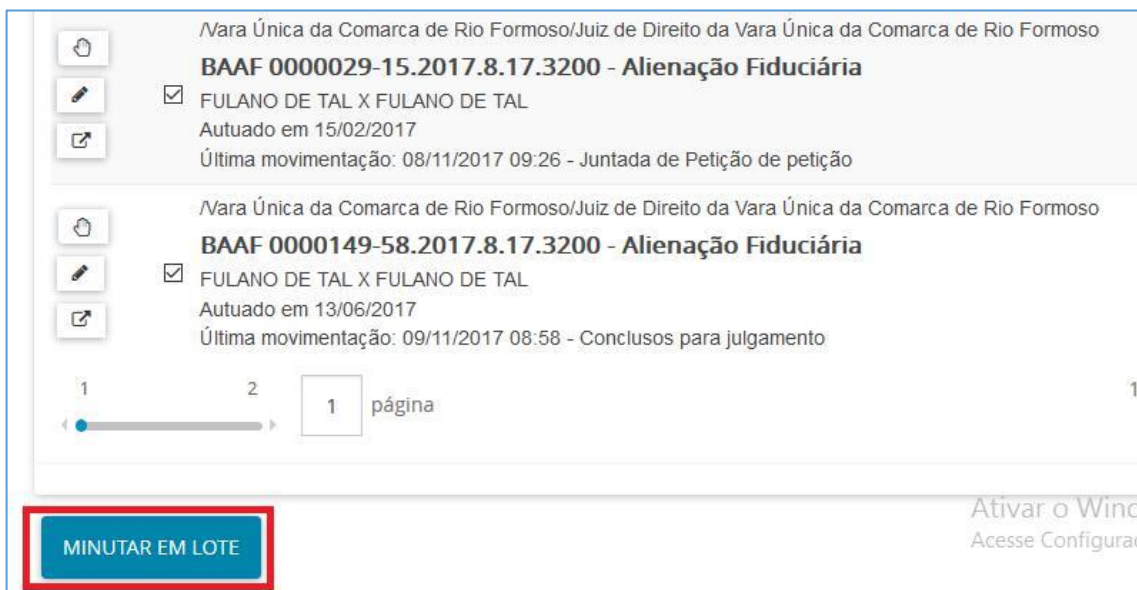 /Vara Única da Comarca de Rio Formoso/Juiz de Direito da Vara Única da Comarca de Rio Formoso
BAAF 0000029-15.2017.8.17.3200 - Alienação Fiduciária
FULANO DE TAL X FULANO DE TAL
Autuado em 15/02/2017
Última movimentação: 08/11/2017 09:26 - Juntada de Petição de petição
/Vara Única da Comarca de Rio Formoso/Juiz de Direito da Vara Única da Comarca de Rio Formoso
BAAF 0000149-58.2017.8.17.3200 - Alienação Fiduciária
FULANO DE TAL X FULANO DE TAL
Autuado em 13/06/2017
Última movimentação: 09/11/2017 08:58 - Conclusos para julgamento
1 2 1 página 1
Ativar o Wind
Acesse Configura
MINUTAR EM LOTE